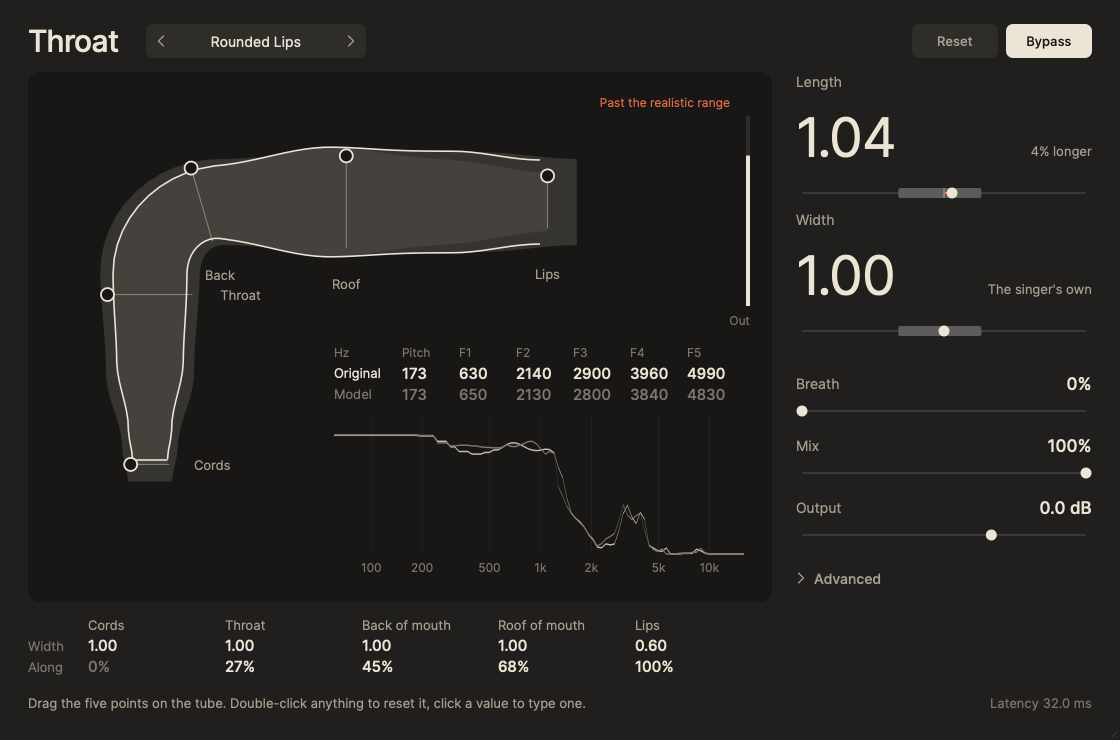 Throat
Rounded Lips
Reset
Bypass
Past the realistic range
Out
Back
Throat
Roof
Lips
Cords
Hz Pitch F1 F2 F3 F4 F5
Original 173 630 2140 2900 3960 4990
Model 173 650 2130 2800 3840 4830
100 200 500 1k 2k 5k 10k
Length
1.04
4% longer
Width
1.00
The singer's own
Breath 0%
Mix 100%
Output 0.0 dB
Advanced
Cords Throat Back of mouth Roof of mouth Lips
Width 1.00 1.00 1.00 1.00 0.60
Along 0% 27% 45% 68% 100%
Drag the five points on the tube. Double-click anything to reset it, click a value to type one.
Latency 32.0 ms